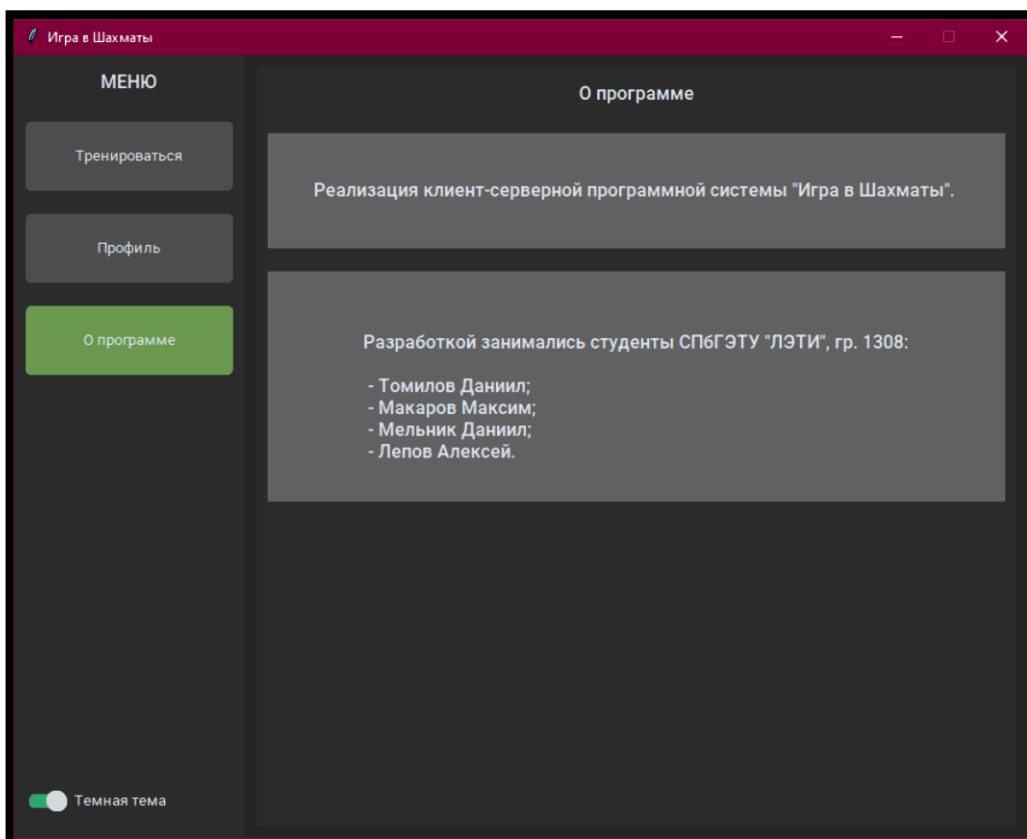 Игра в Шахматы
МЕНЮ
Тренироваться
Профиль
О программе
Темная тема
О программе
Реализация клиент-серверной программной системы "Игра в Шахматы".
Разработкой занимались студенты СПбГЭТУ "ЛЭТИ", гр. 1308:
- Томилов Даниил;
- Макаров Максим;
- Мельник Даниил;
- Лепов Алексей.